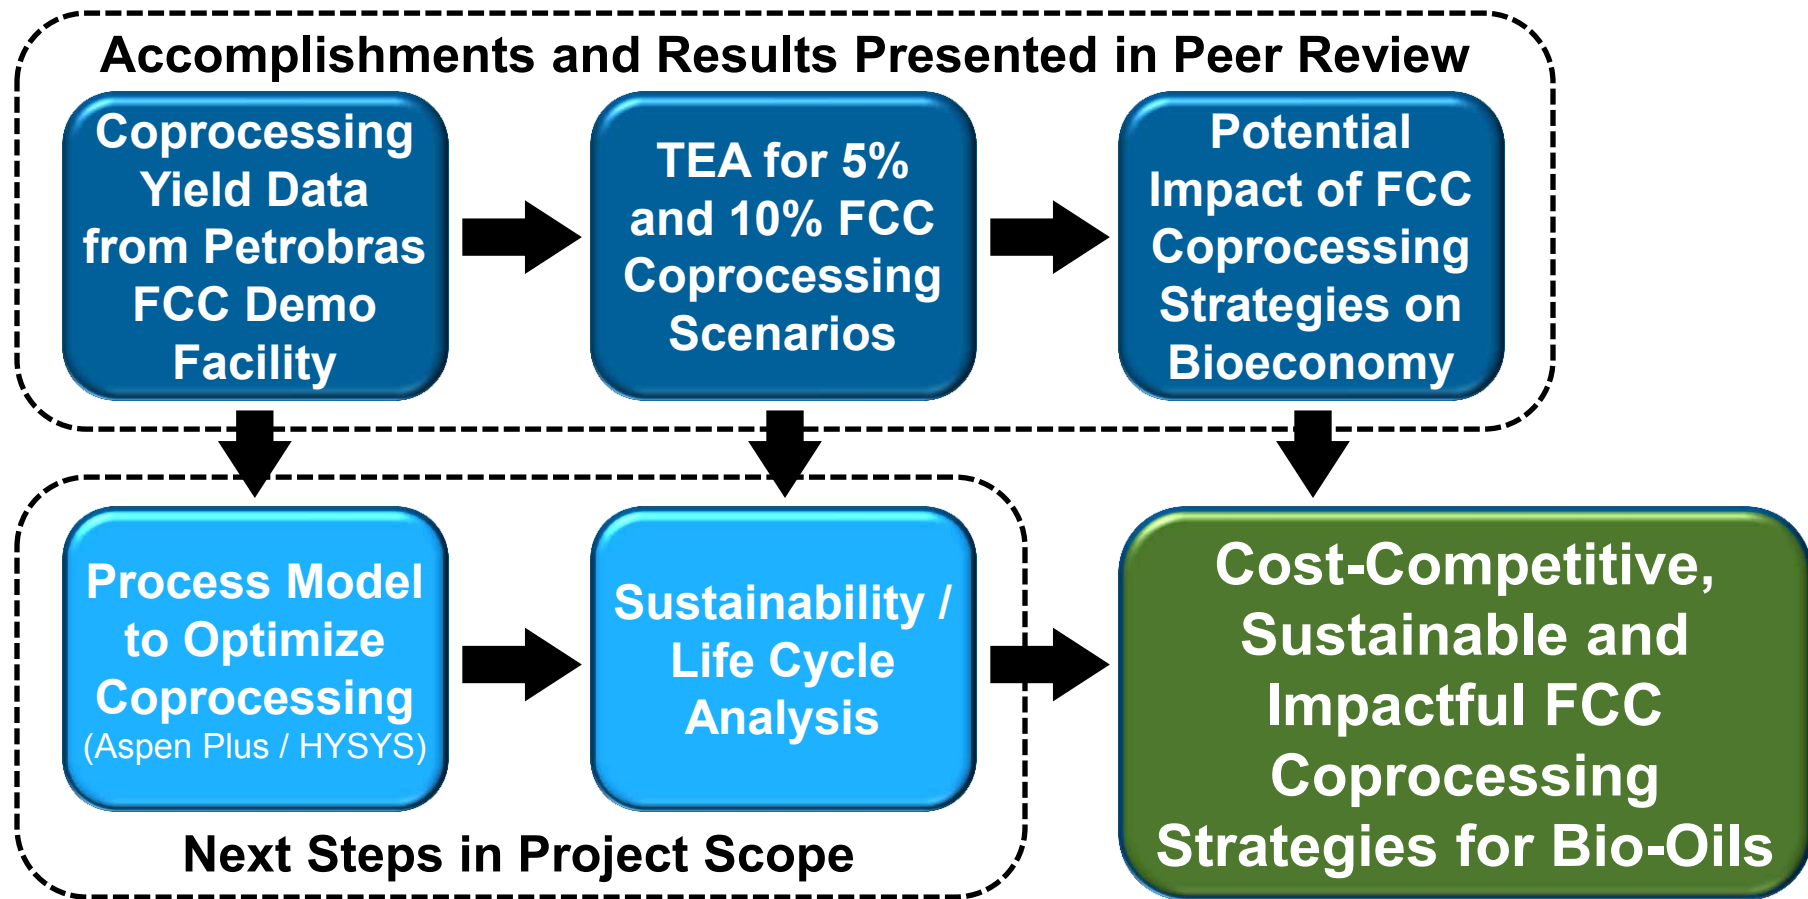 Accomplishments and Results Presented in Peer Review
Coprocessing
Yield Data
from Petrobras
FCC Demo
Facility
TEA for 5%
and 10% FCC
Coprocessing
Scenarios
Potential
Impact of FCC
Coprocessing
Strategies on
Bioeconomy
Process Model
to Optimize
Coprocessing
(Aspen Plus / HYSYS)
Sustainability /
Life Cycle
Analysis
Cost-Competitive,
Sustainable and
Impactful FCC
Coprocessing
Strategies for Bio-Oils
Next Steps in Project Scope